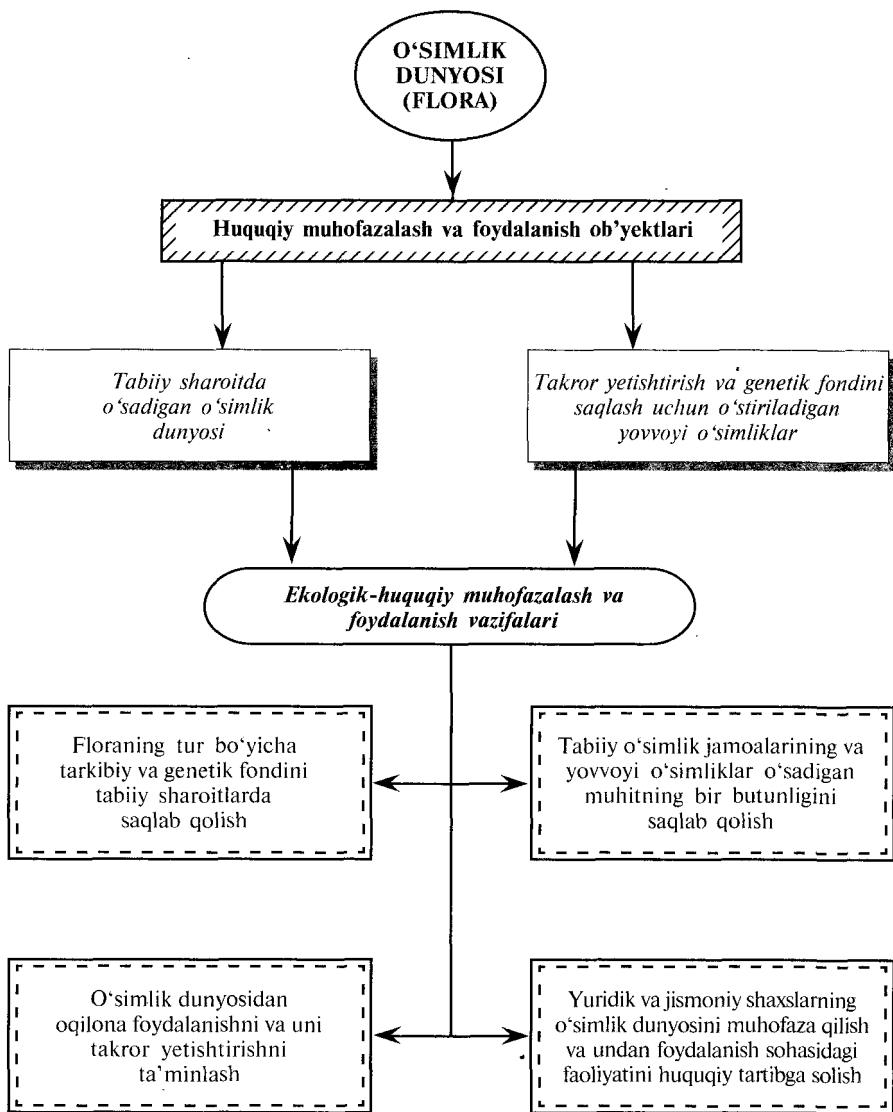 O‘SIMLIK
DUNYOSI
(FLORA)
Huquqiy muhofazalash va foydalanish ob’yektlari
Tabiiy sharoitda
o‘sadigan o‘simlik
dunyosi
Takror yetishtirish va genetik fondini
saqlash uchun o‘stiriladigan
yovvoyi o‘simliklar
Ekologik-huquqiy muhofazalash va
foydalanish vazifalari
Floraning tur bo‘yicha
tarkibiy va genetik fondini
tabiiy sharoitlarda
saqlab qolish
Tabiiy o‘simlik jamoalarining va
yovvoyi o‘simliklar o‘sadigan
muhitning bir butunligini
saqlab qolish
O‘simlik dunyosidan
oqilona foydalanishni va uni
takror yetishtirishni
ta’minlash
Yuridik va jismoniy shaxslarning
o‘simlik dunyosini muhofaza qilish
va undan foydalanish sohasidagi
faoliyatini huquqiy tartibga solish